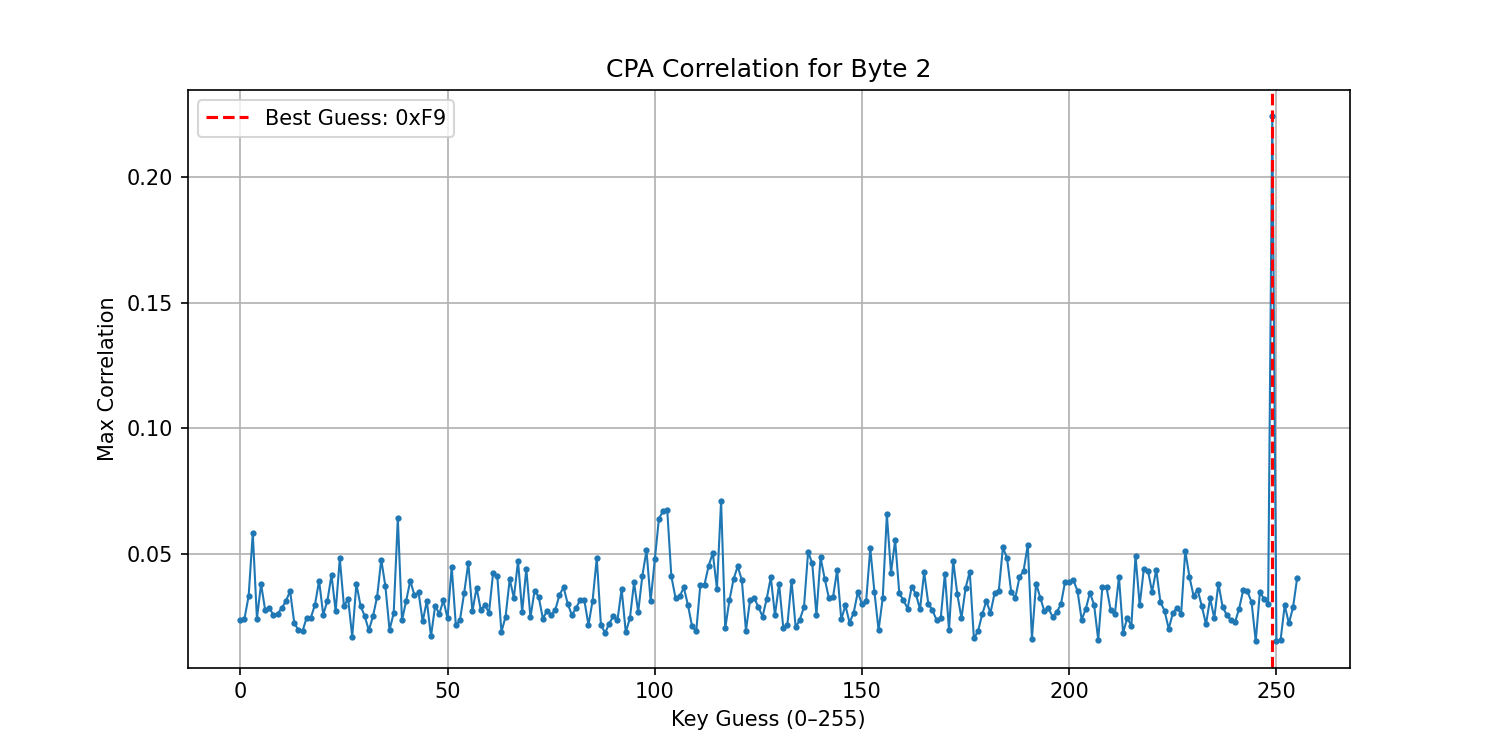 CPA Correlation for Byte 2
Best Guess: 0xF9
0.20
0.15
0.10
0.05
Max Correlation
0 50 100 150 200 250
Key Guess (0–255)